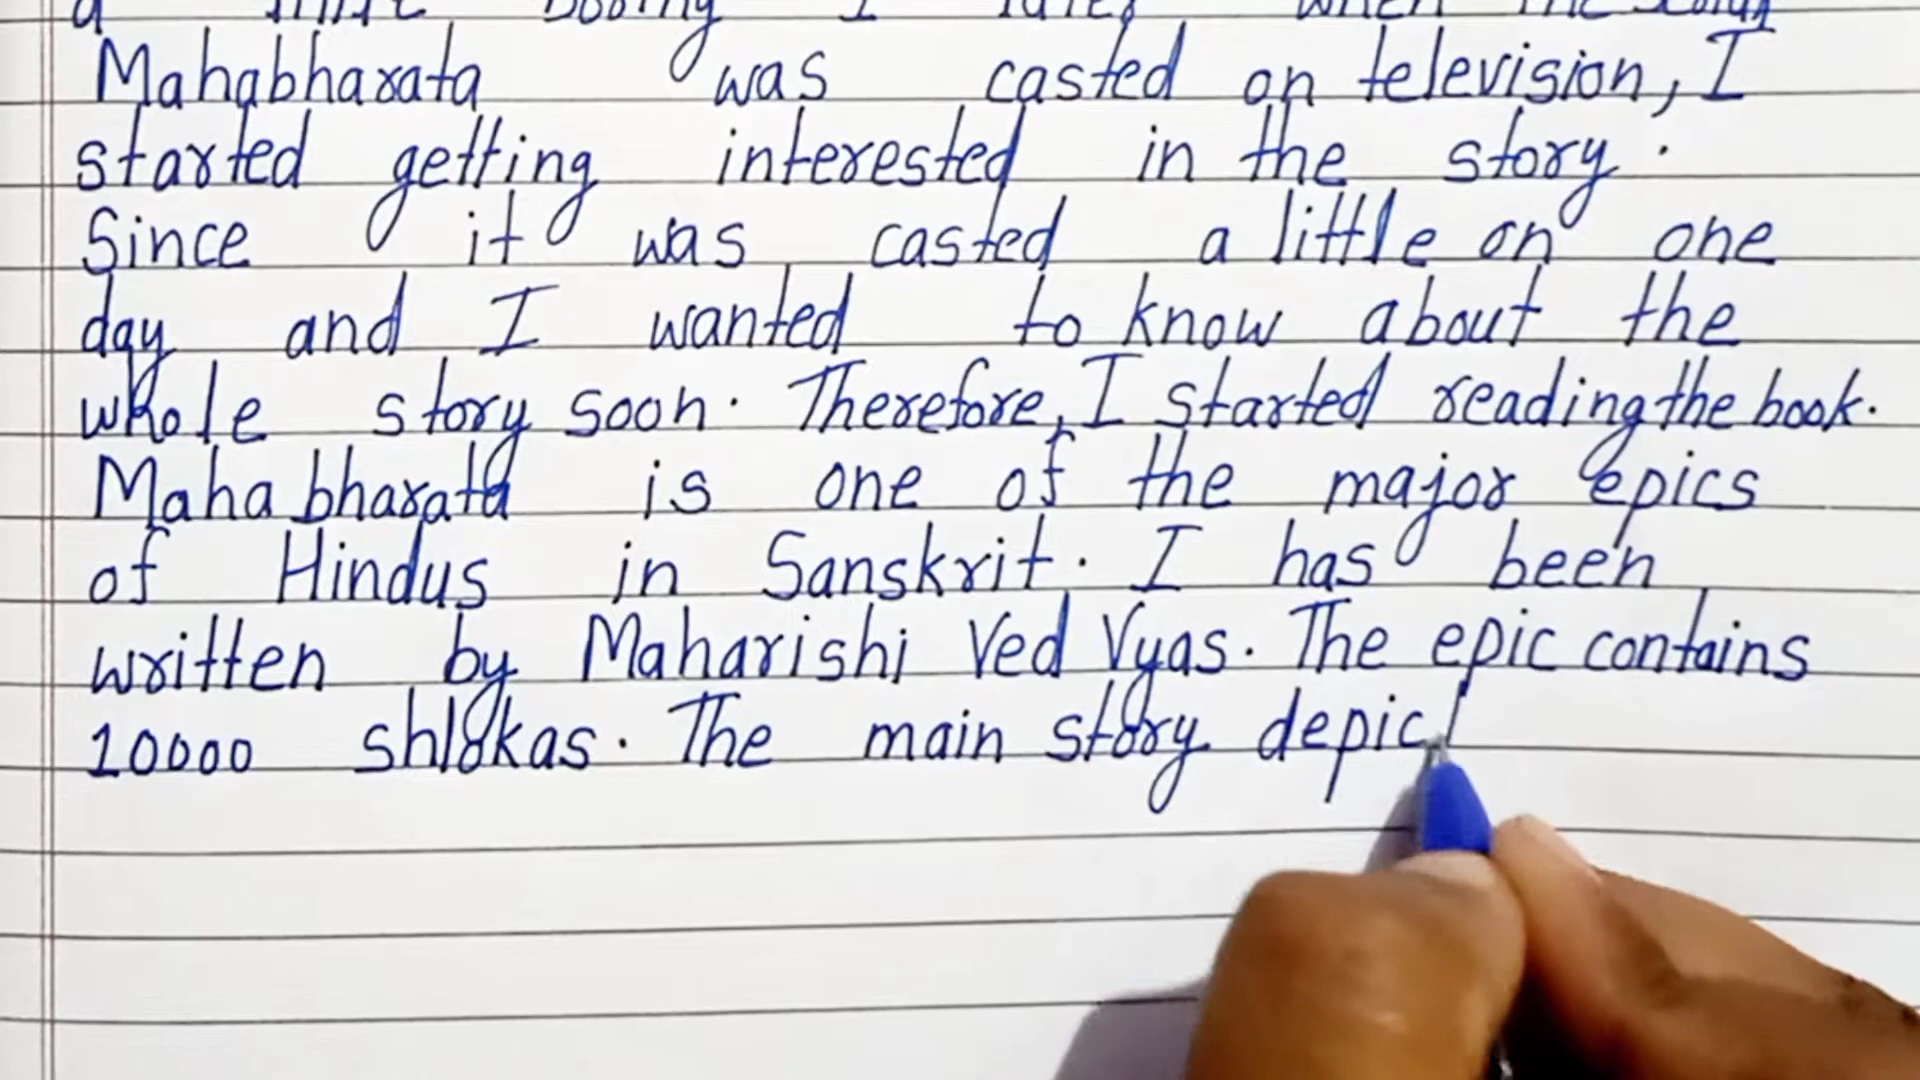 Mahabharata was casted on television, I
started getting interested in the story.
Since it was casted a little on one
day and I wanted to know about the
whole story soon. Therefore, I started reading the book.
Mahabharata is one of the major epics
of Hindus in Sanskrit. I has been
written by Maharishi Ved Vyas. The epic contains
10000 shlokas. The main story depic